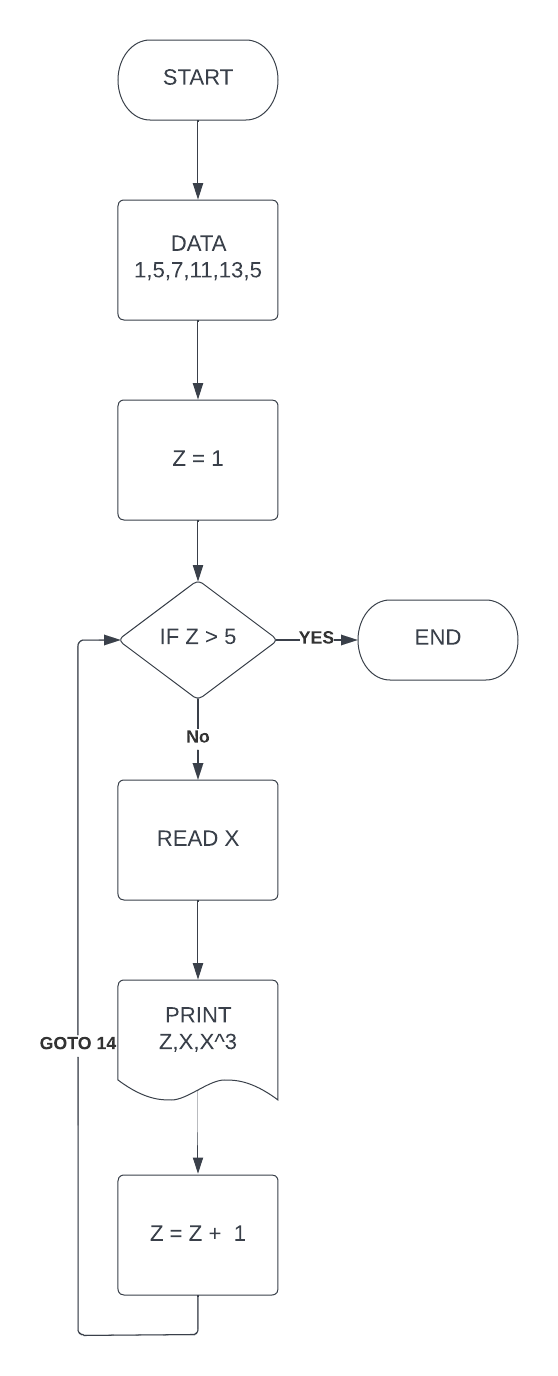 START
DATA
1,5,7,11,13,5
Z = 1
IF Z > 5
YES
END
No
READ X
PRINT
Z,X,X^3
GOTO 14
Z = Z +  1